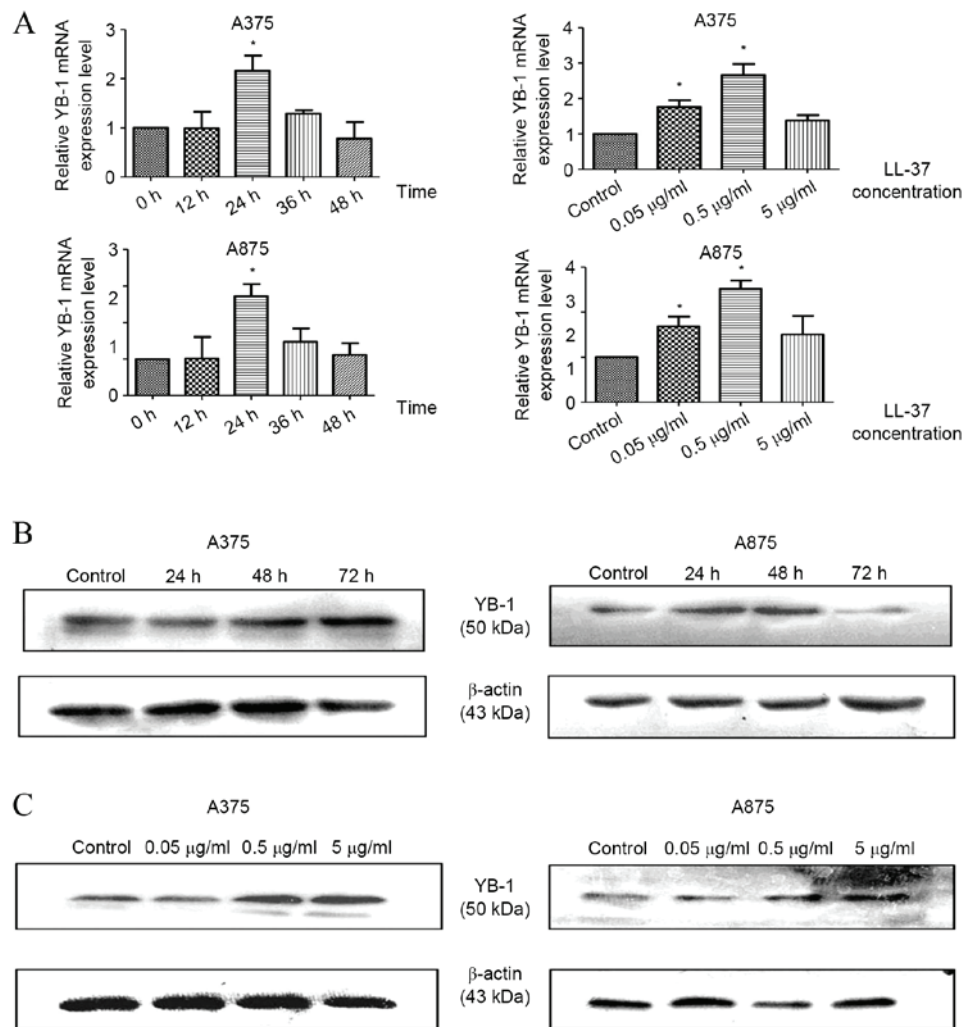 A
A375
Relative YB-1 mRNA
expression level
3
2
1
0
0 h
12 h
24 h
36 h
48 h
Time
*
A375
Relative YB-1 mRNA
expression level
4
3
2
1
0
Control
0.05 µg/ml
0.5 µg/ml
5 µg/ml
LL-37
concentration
*
*
A875
Relative YB-1 mRNA
expression level
3
2
1
0
0 h
12 h
24 h
36 h
48 h
Time
*
A875
Relative YB-1 mRNA
expression level
4
3
2
1
0
Control
0.05 µg/ml
0.5 µg/ml
5 µg/ml
LL-37
concentration
*
*
B
A375
Control 24 h 48 h 72 h
YB-1
(50 kDa)
β-actin
(43 kDa)
A875
Control 24 h 48 h 72 h
C
A375
Control 0.05 µg/ml 0.5 µg/ml 5 µg/ml
YB-1
(50 kDa)
β-actin
(43 kDa)
A875
Control 0.05 µg/ml 0.5 µg/ml 5 µg/ml